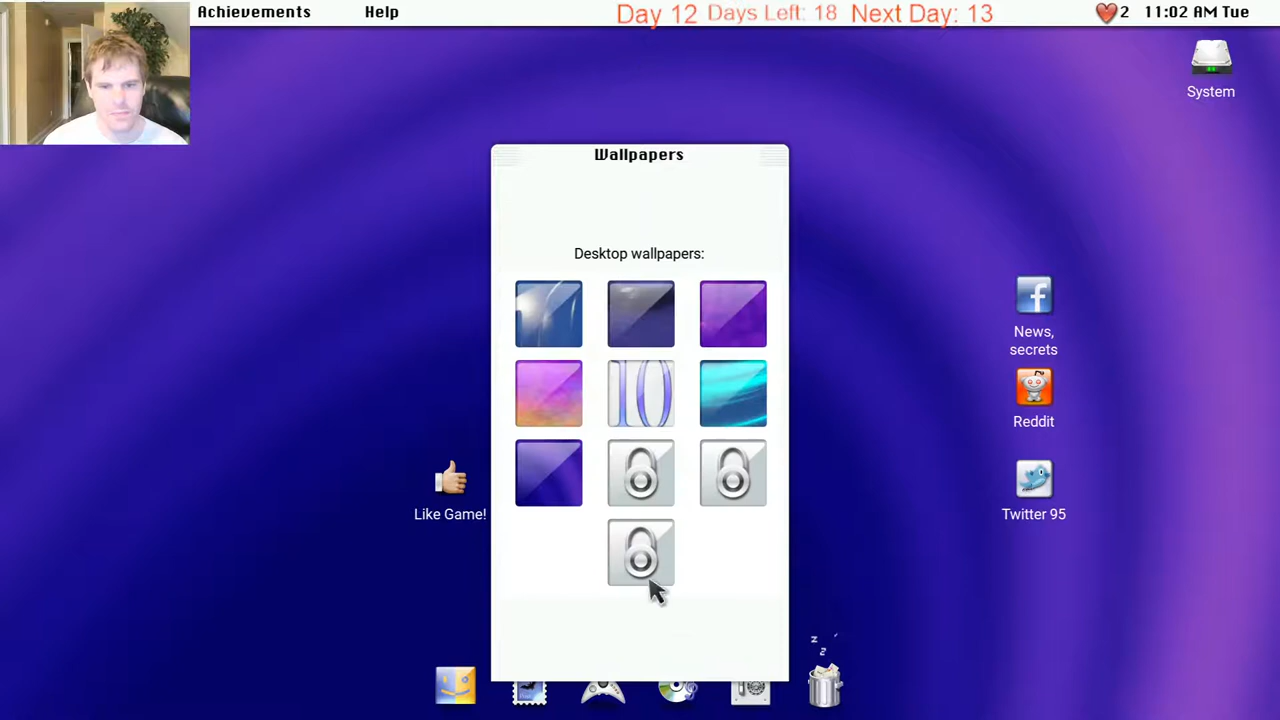 Achievements Help Day 12 Days Left: 18 Next Day: 13 2 11:02 AM Tue
System
Wallpapers
Desktop wallpapers:
10
News,
secrets
Reddit
Like Game!
Twitter 95
z
z